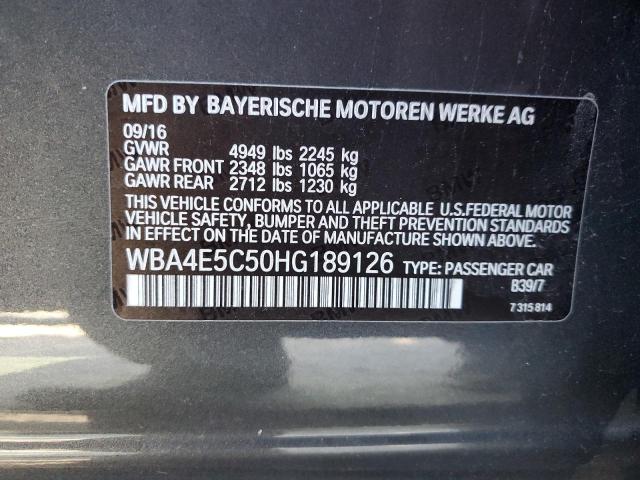 MFD BY BAYERISCHE MOTOREN WERKE AG
09/16
GVWR 4949 lbs 2245 kg
GAWR FRONT 2348 lbs 1065 kg
GAWR REAR 2712 lbs 1230 kg
THIS VEHICLE CONFORMS TO ALL APPLICABLE U.S.FEDERAL MOTOR
VEHICLE SAFETY, BUMPER AND THEFT PREVENTION STANDARDS
IN EFFECT ON THE DATE OF MANUFACTURE SHOWN ABOVE.
WBA4E5C50HG189126 TYPE: PASSENGER CAR
B39/7
7 315 814